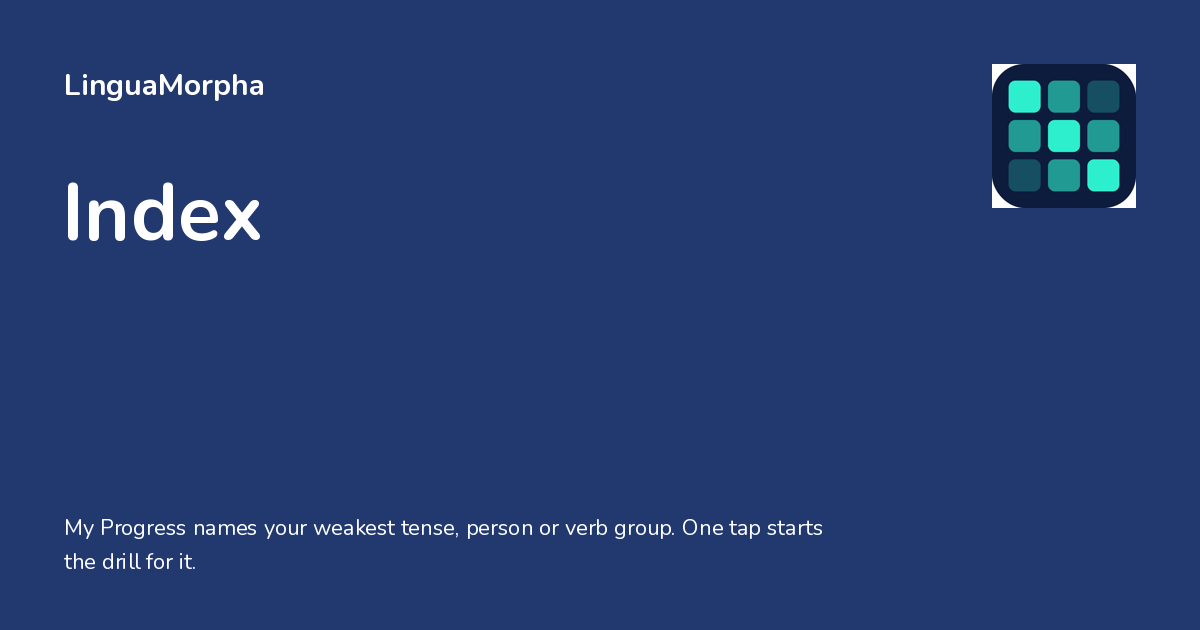 LinguaMorpha
Index
My Progress names your weakest tense, person or verb group. One tap starts
the drill for it.